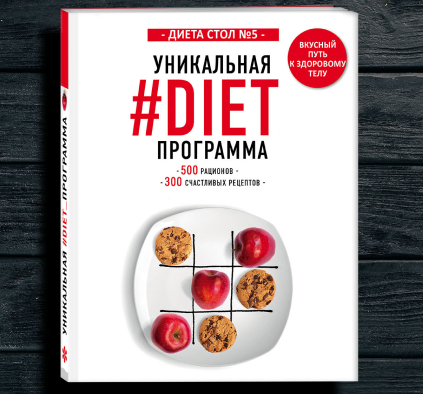 - ДИЕТА СТОЛ №5 -
ВКУСНЫЙ
ПУТЬ
К ЗДОРОВОМУ
ТЕЛУ
УНИКАЛЬНАЯ
#DIET
ПРОГРАММА
- 500 РАЦИОНОВ -
- 300 СЧАСТЛИВЫХ РЕЦЕПТОВ -
# УНИКАЛЬНАЯ #DIET_ПРОГРАММА